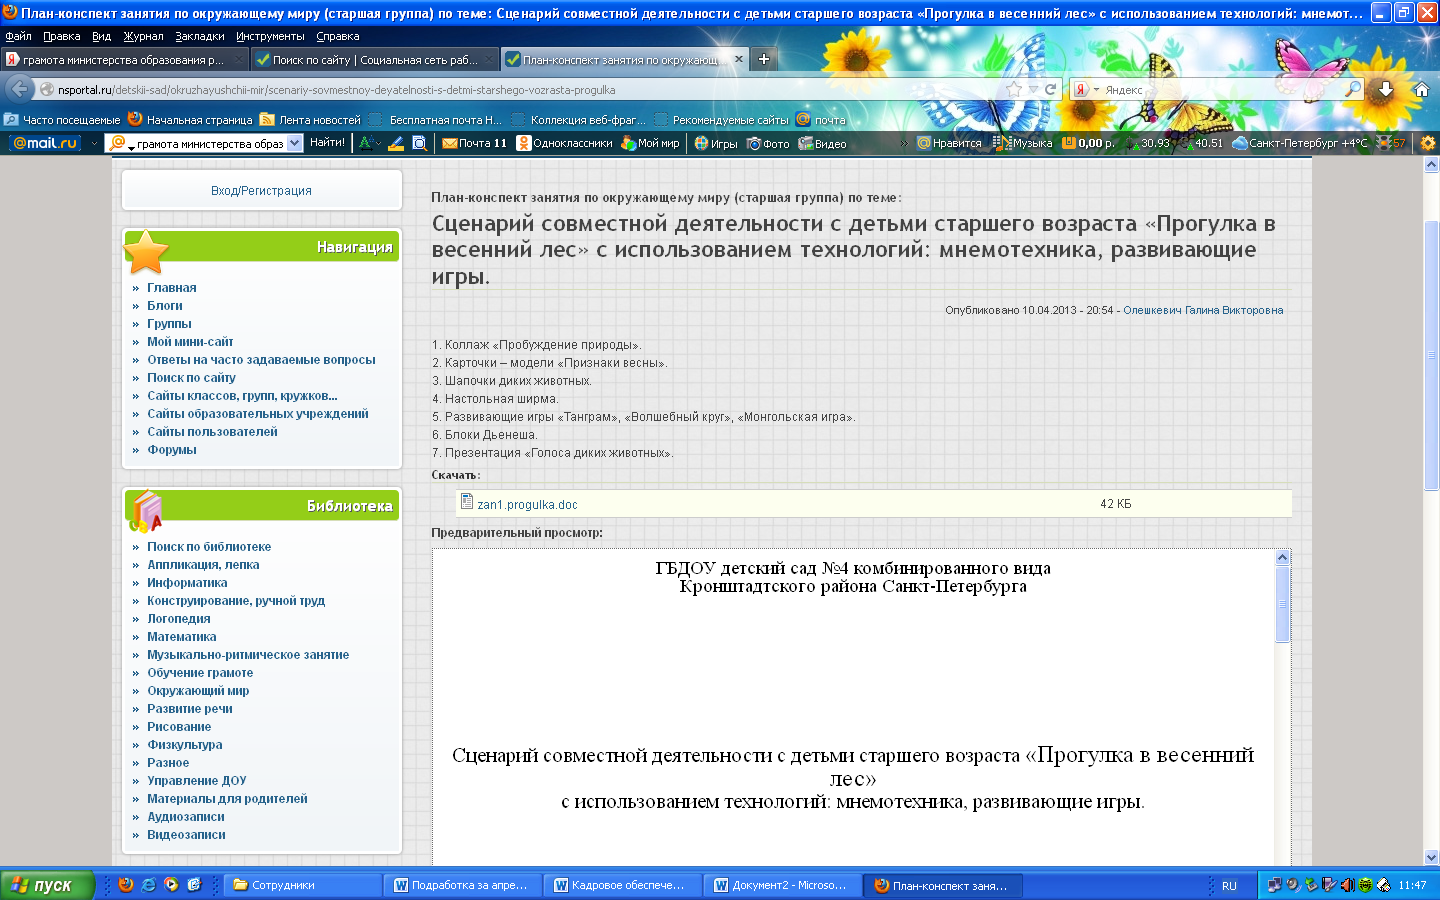 План-конспект занятия по окружающему миру (старшая группа) по теме: Сценарий совместной деятельности с детьми старшего возраста «Прогулка в весенний лес» с использованием технологий: мнемот...
Файл Правка Вид Журнал Закладки Инструменты Справка
грамота министерства образования р... Поиск по сайту | Социальная сеть раб... План-конспект занятия по окружающ...
nsportal.ru/detskii-sad/okruzhayushchii-mir/scenariy-sovmestnoy-deyatelnosti-s-detmi-starshego-vozrasta-progulka Яндекс
Часто посещаемые Начальная страница Лента новостей Бесплатная почта H... Коллекция веб-фраг... Рекомендуемые сайты почта
@mail.ru грамота министерства образ Найти! Почта 11 Одноклассники Мой мир Игры Фото Видео Нравится Музыка 0,00 р. 30.93 40.51 Санкт-Петербург +4°C 57
Вход/Регистрация
Навигация
» Главная
» Блоги
» Группы
» Мой мини-сайт
» Ответы на часто задаваемые вопросы
» Поиск по сайту
» Сайты классов, групп, кружков...
» Сайты образовательных учреждений
» Сайты пользователей
» Форумы
Библиотека
» Поиск по библиотеке
» Аппликация, лепка
» Информатика
» Конструирование, ручной труд
» Логопедия
» Математика
» Музыкально-ритмическое занятие
» Обучение грамоте
» Окружающий мир
» Развитие речи
» Рисование
» Физкультура
» Разное
» Управление ДОУ
» Материалы для родителей
» Аудиозаписи
» Видеозаписи
План-конспект занятия по окружающему миру (старшая группа) по теме:
Сценарий совместной деятельности с детьми старшего возраста «Прогулка в
весенний лес» с использованием технологий: мнемотехника, развивающие
игры.
Опубликовано 10.04.2013 - 20:54 - Олешкевич Галина Викторовна
1. Коллаж «Пробуждение природы».
2. Карточки – модели «Признаки весны».
3. Шапочки диких животных.
4. Настольная ширма.
5. Развивающие игры «Танграм», «Волшебный круг», «Монгольская игра».
6. Блоки Дьенеша.
7. Презентация «Голоса диких животных».
Скачать:
zan1.progulka.doc 42 КБ
Предварительный просмотр:
ГБДОУ детский сад №4 комбинированного вида
Кронштадтского района Санкт-Петербурга
Сценарий совместной деятельности с детьми старшего возраста «Прогулка в весенний
лес»
с использованием технологий: мнемотехника, развивающие игры.
пуск Сотрудники Подработка за апре... Кадровое обеспече... Документ2 - Microso... План-конспект заня... RU 11:47